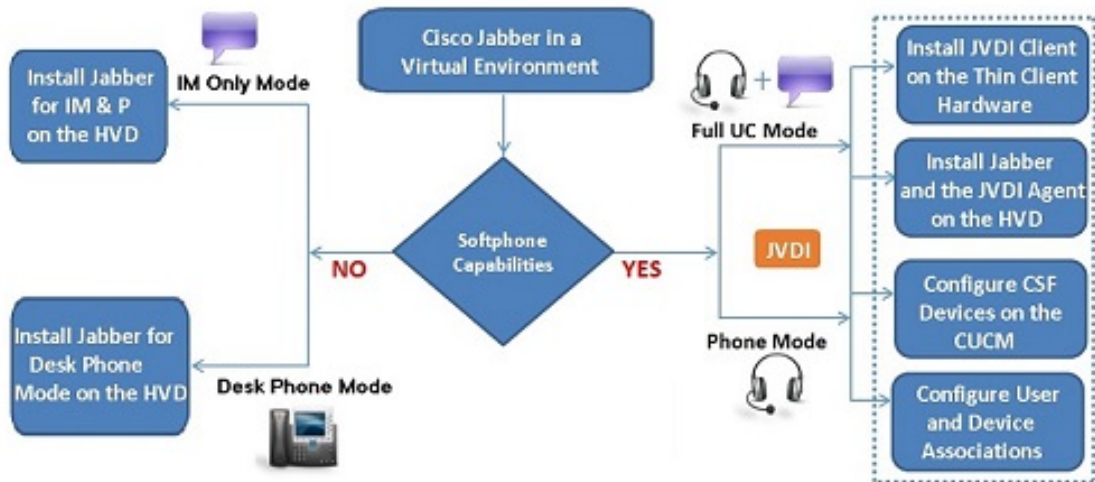 Cisco Jabber in a
Virtual Environment
Install Jabber
for IM & P
on the HVD
IM Only Mode
Softphone
Capabilities
NO
YES
Install Jabber for
Desk Phone
Mode on the HVD
Desk Phone Mode
+
Full UC Mode
JVDI
Phone Mode
Install JVDI Client
on the Thin Client
Hardware
Install Jabber
and the JVDI Agent
on the HVD
Configure CSF
Devices on the
CUCM
Configure User
and Device
Associations